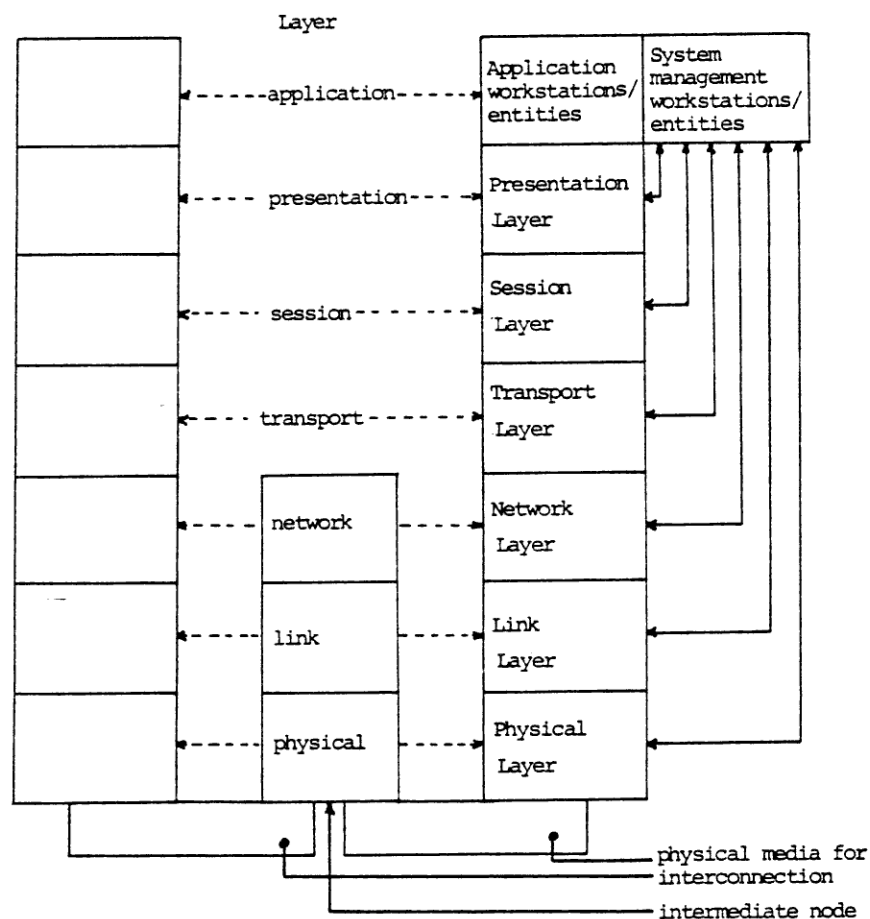 Layer
application
Application
workstations/
entities
System
management
workstations/
entities
presentation
Presentation
Layer
session
Session
Layer
transport
Transport
Layer
network
Network
Layer
link
Link
Layer
physical
Physical
Layer
physical media for
interconnection
intermediate node